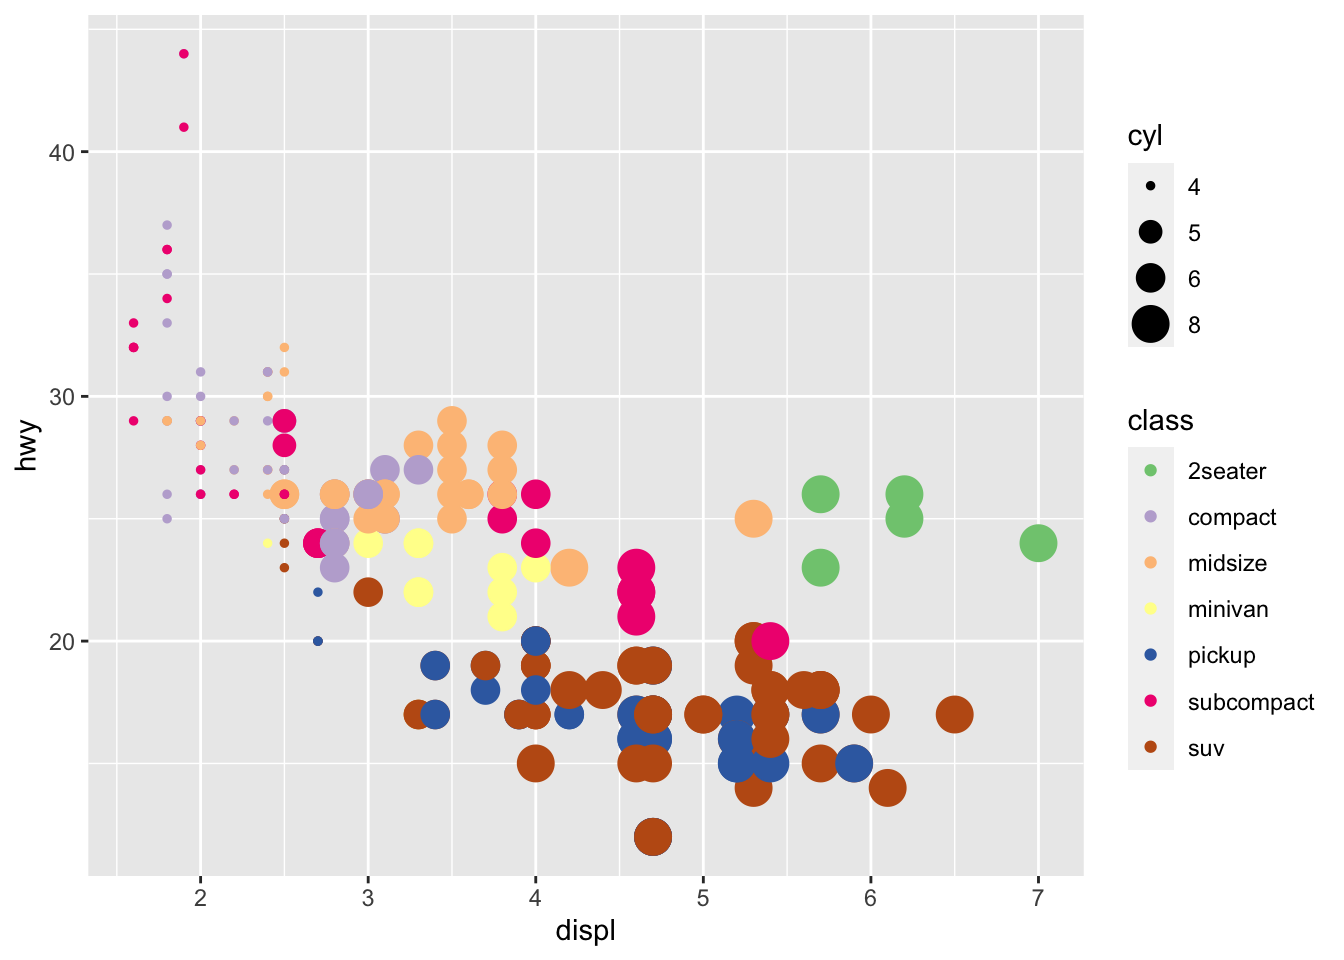 40
30
20
hwy
2
3
4
5
6
7
displ
cyl
4
5
6
8
class
2seater
compact
midsize
minivan
pickup
subcompact
suv